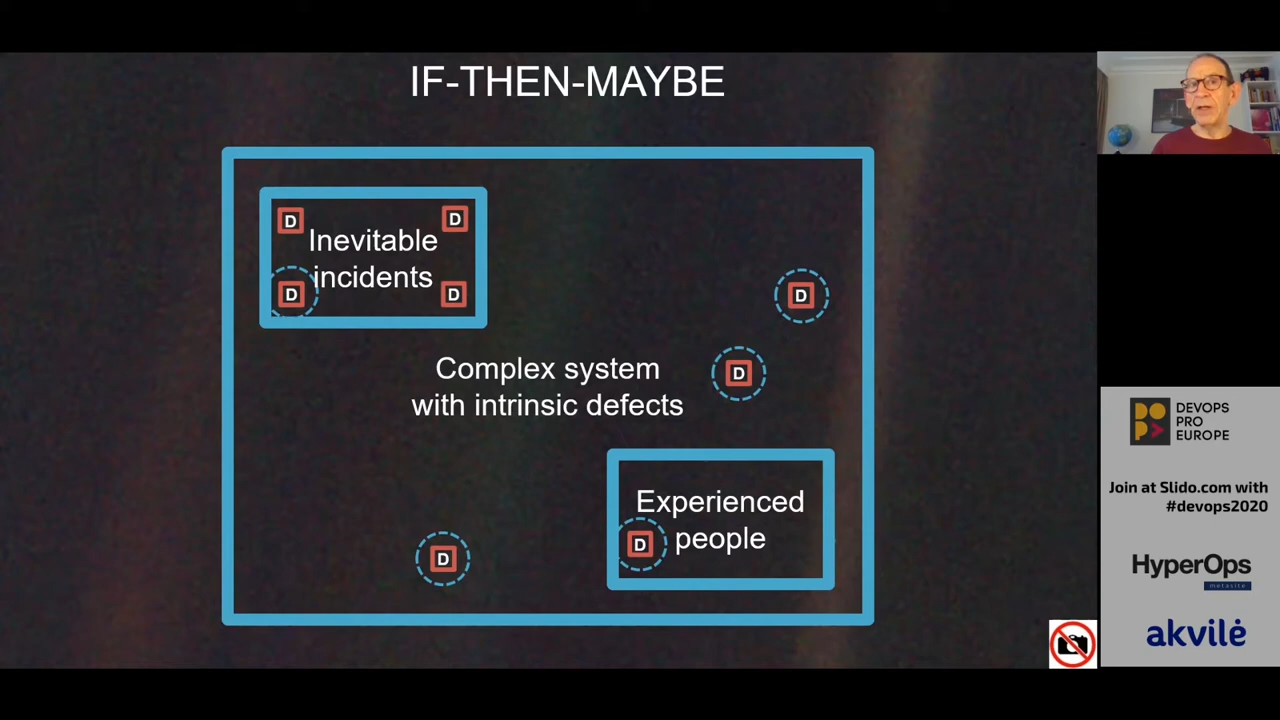 IF-THEN-MAYBE
D
D
Inevitable
incidents
D
D
D
Complex system
with intrinsic defects
D
Experienced
people
D
D
DEVOPS
PRO
EUROPE
Join at Slido.com with
#devops2020
HyperOps
metasite
akvilė